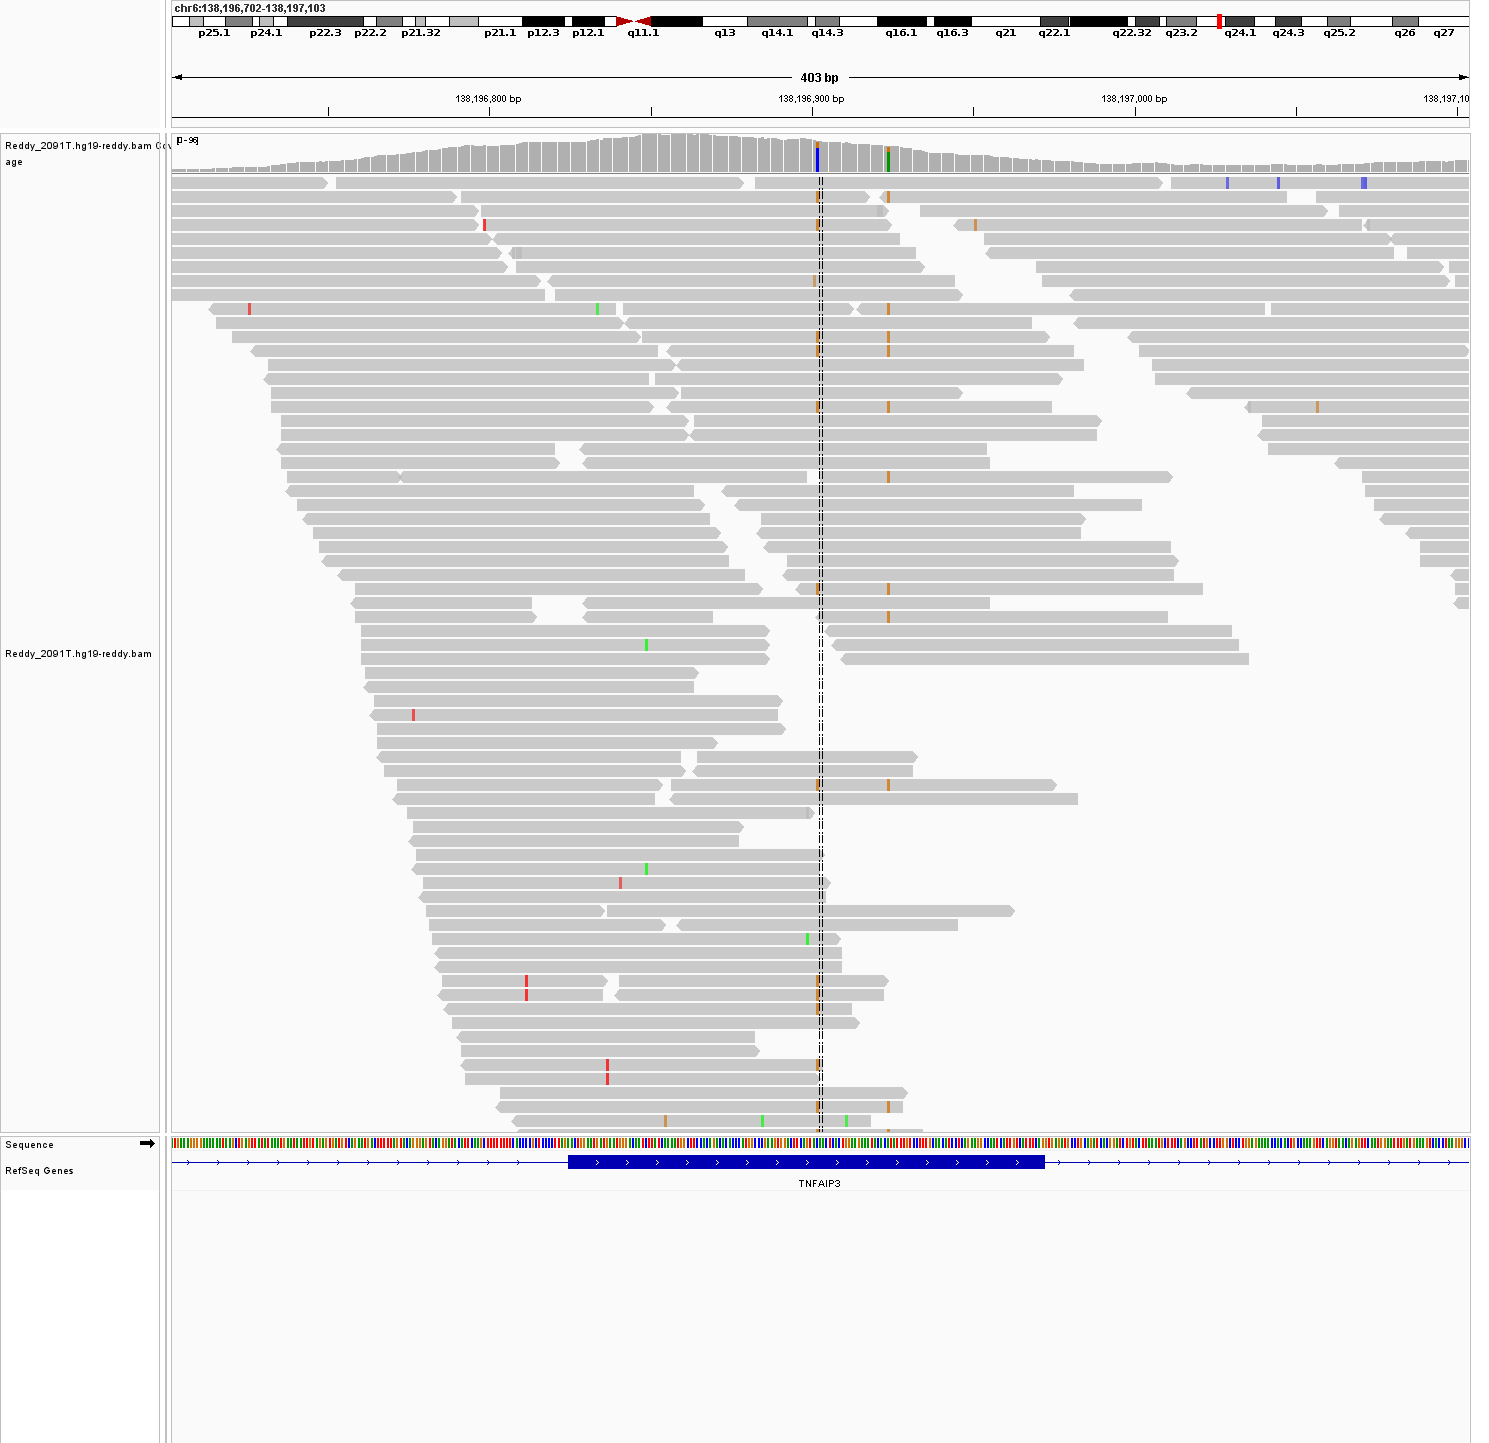 chr6:138,196,702-138,197,103
p25.1 p24.1 p22.3 p22.2 p21.32 p21.1 p12.3 p12.1 q11.1 q13 q14.1 q14.3 q16.1 q16.3 q21 q22.1 q22.32 q23.2 q24.1 q24.3 q25.2 q26 q27
403 bp
138,196,800 bp 138,196,900 bp 138,197,000 bp 138,197,10
Reddy_2091T.hg19-reddy.bam Cov
age
[0-96]
Reddy_2091T.hg19-reddy.bam
Sequence
RefSeq Genes
TNFAIP3